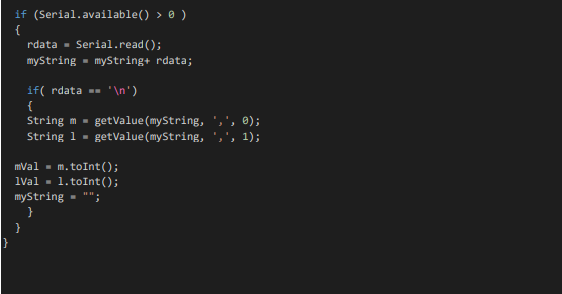 if (Serial.available() > 0 )
{
rdata = Serial.read();
myString = myString+ rdata;
if( rdata == '\n')
{
String m = getValue(myString, ',', 0);
String l = getValue(myString, ',', 1);
mVal = m.toInt();
lVal = l.toInt();
myString = "";
}
}
}